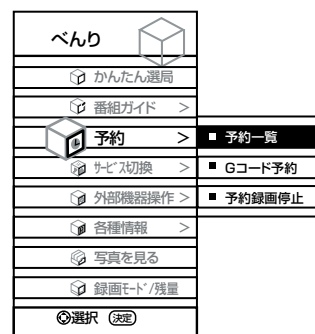 べんり
かんたん選局
番組ガイド >
予約 >
■ 予約一覧
■ Gコード予約
■ 予約録画停止
サービス切換 >
外部機器操作 >
各種情報 >
写真を見る
録画モード/残量
選択 決定